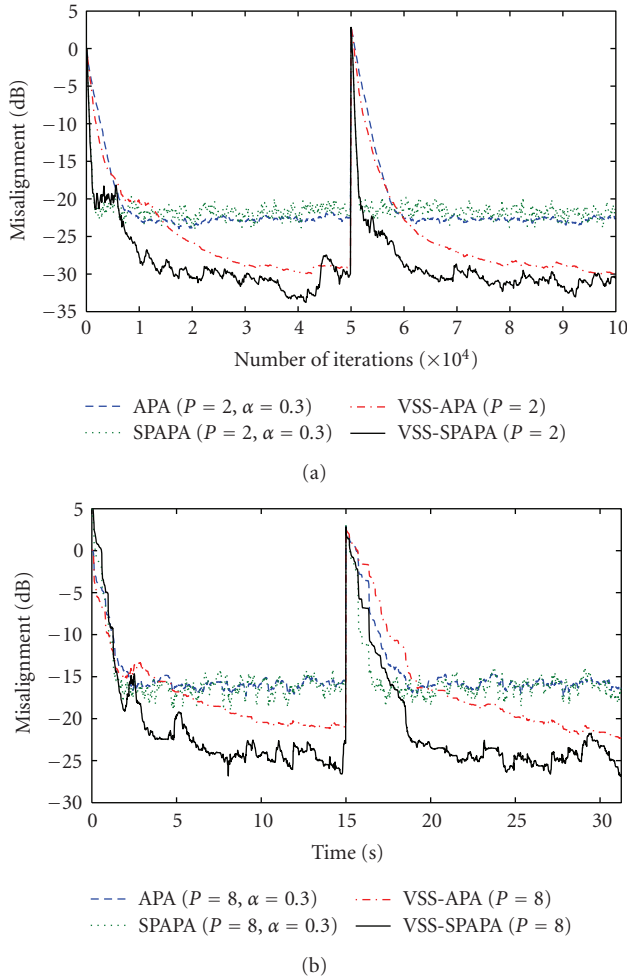 5
0
−5
−10
−15
−20
−25
−30
−35
Misalignment (dB)
0 1 2 3 4 5 6 7 8 9 10
Number of iterations (×10⁴)
APA (P = 2, α = 0.3) VSS-APA (P = 2)
SPAPA (P = 2, α = 0.3) VSS-SPAPA (P = 2)
(a)
5
0
−5
−10
−15
−20
−25
−30
Misalignment (dB)
0 5 10 15 20 25 30
Time (s)
APA (P = 8, α = 0.3) VSS-APA (P = 8)
SPAPA (P = 8, α = 0.3) VSS-SPAPA (P = 8)
(b)